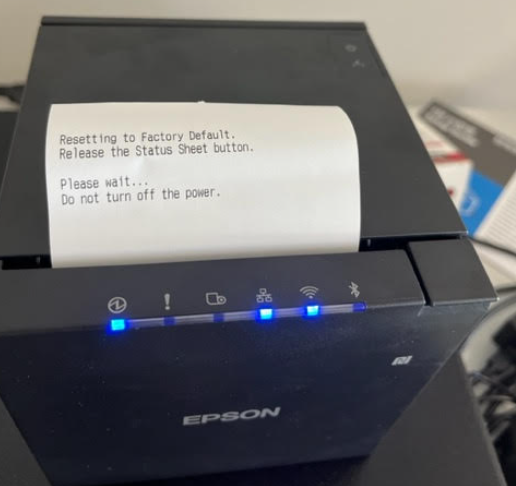 Resetting to Factory Default.
Release the Status Sheet button.
Please wait...
Do not turn off the power.
EPSON